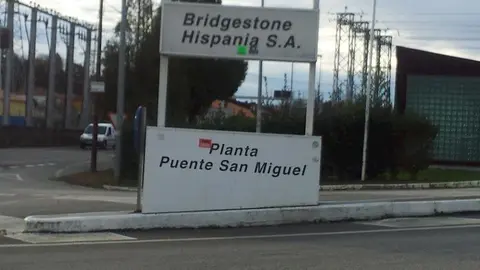 Bridgestone
Hispania S.A.
Planta
Puente San Miguel